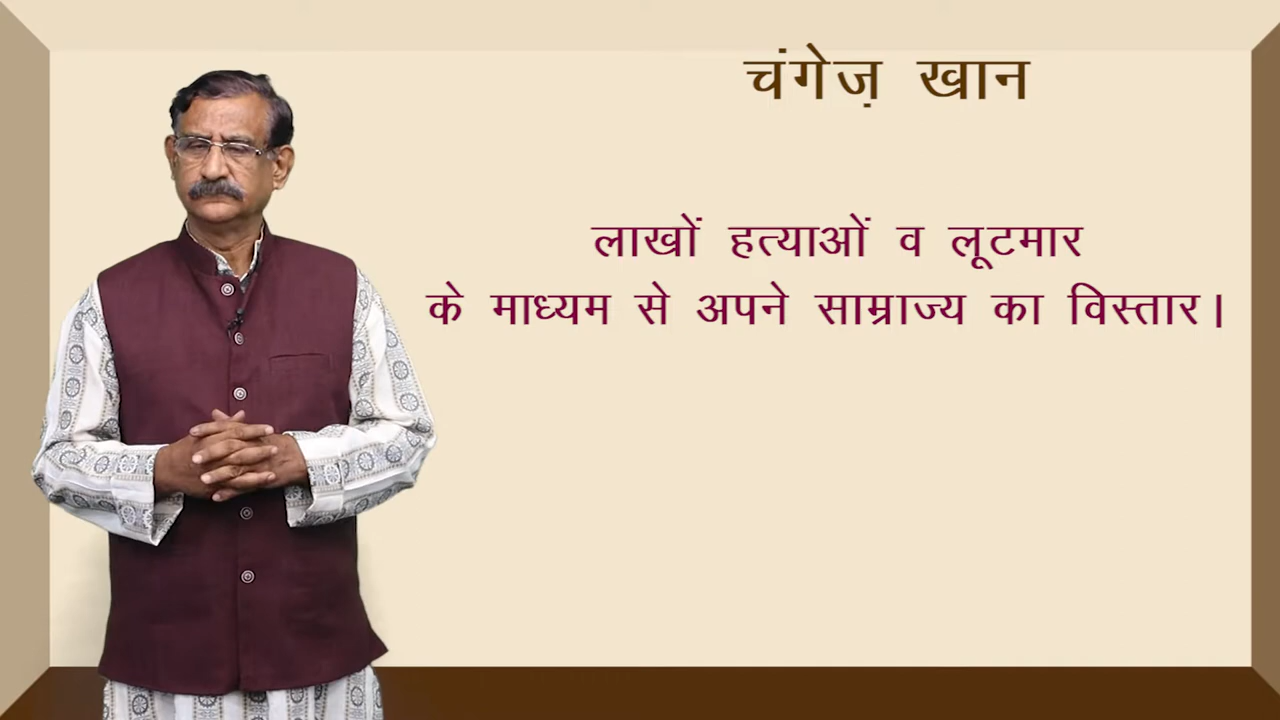 चंगेज़ खान
लाखों हत्याओं व लूटमार
के माध्यम से अपने साम्राज्य का विस्तार।